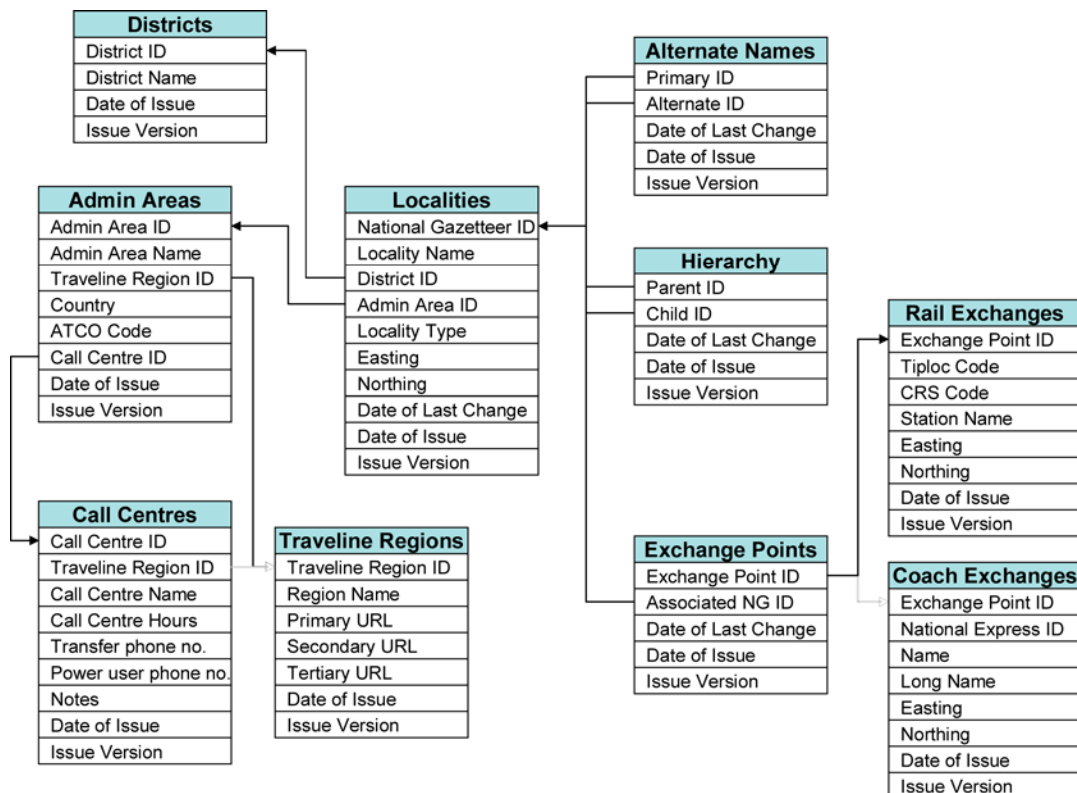 Districts
District ID
District Name
Date of Issue
Issue Version
Admin Areas
Admin Area ID
Admin Area Name
Traveline Region ID
Country
ATCO Code
Call Centre ID
Date of Issue
Issue Version
Call Centres
Call Centre ID
Traveline Region ID
Call Centre Name
Call Centre Hours
Transfer phone no.
Power user phone no.
Notes
Date of Issue
Issue Version
Localities
National Gazetteer ID
Locality Name
District ID
Admin Area ID
Locality Type
Easting
Northing
Date of Last Change
Date of Issue
Issue Version
Traveline Regions
Traveline Region ID
Region Name
Primary URL
Secondary URL
Tertiary URL
Date of Issue
Issue Version
Alternate Names
Primary ID
Alternate ID
Date of Last Change
Date of Issue
Issue Version
Hierarchy
Parent ID
Child ID
Date of Last Change
Date of Issue
Issue Version
Exchange Points
Exchange Point ID
Associated NG ID
Date of Last Change
Date of Issue
Issue Version
Rail Exchanges
Exchange Point ID
Tiploc Code
CRS Code
Station Name
Easting
Northing
Date of Issue
Issue Version
Coach Exchanges
Exchange Point ID
National Express ID
Name
Long Name
Easting
Northing
Date of Issue
Issue Version